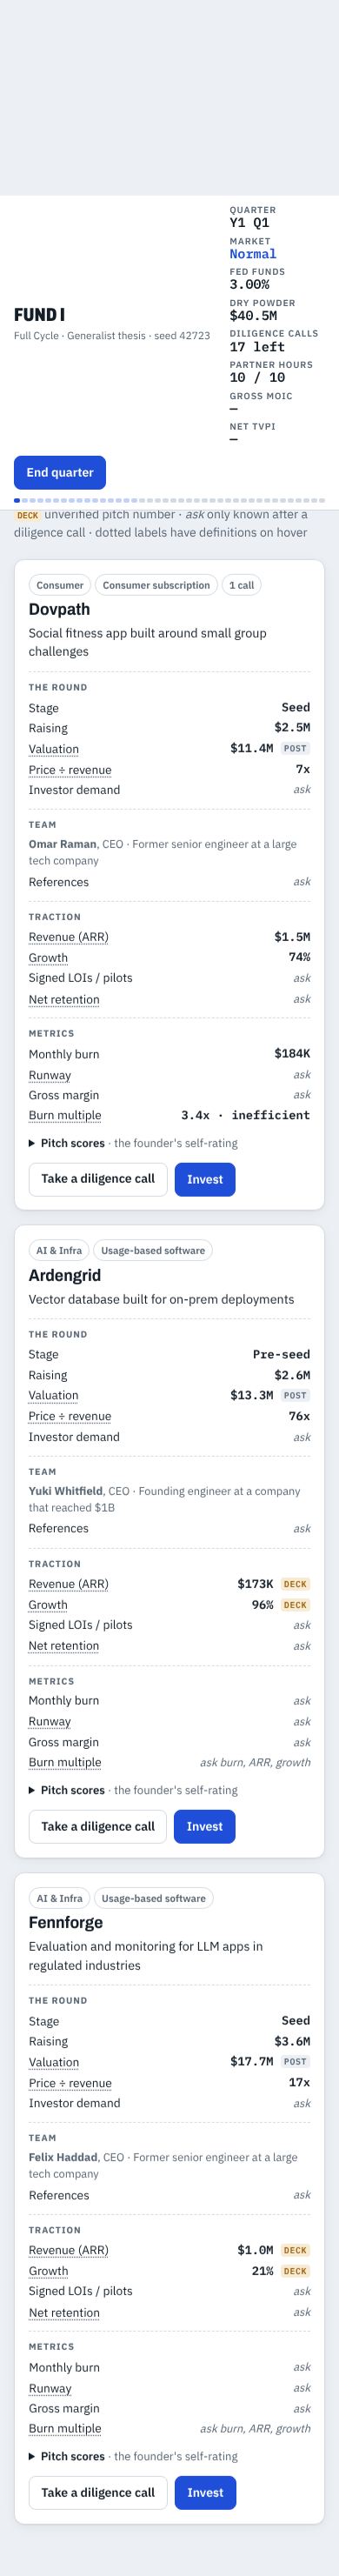 QUARTER
Y1 Q1
MARKET
Normal
FED FUNDS
3.00%
DRY POWDER
$40.5M
DILIGENCE CALLS
17 left
PARTNER HOURS
10 / 10
GROSS MOIC
—
NET TVPI
—
FUND I
Full Cycle · Generalist thesis · seed 42723
End quarter
DECK unverified pitch number · ask only known after a
diligence call · dotted labels have definitions on hover
Consumer Consumer subscription 1 call
Dovpath
Social fitness app built around small group
challenges
THE ROUND
Stage Seed
Raising $2.5M
Valuation $11.4M POST
Price ÷ revenue 7x
Investor demand ask
TEAM
Omar Raman, CEO · Former senior engineer at a large
tech company
References ask
TRACTION
Revenue (ARR) $1.5M
Growth 74%
Signed LOIs / pilots ask
Net retention ask
METRICS
Monthly burn $184K
Runway ask
Gross margin ask
Burn multiple 3.4x · inefficient
▶ Pitch scores · the founder's self-rating
Take a diligence call Invest
AI & Infra Usage-based software
Ardengrid
Vector database built for on-prem deployments
THE ROUND
Stage Pre-seed
Raising $2.6M
Valuation $13.3M POST
Price ÷ revenue 76x
Investor demand ask
TEAM
Yuki Whitfield, CEO · Founding engineer at a company
that reached $1B
References ask
TRACTION
Revenue (ARR) $173K DECK
Growth 96% DECK
Signed LOIs / pilots ask
Net retention ask
METRICS
Monthly burn ask
Runway ask
Gross margin ask
Burn multiple ask burn, ARR, growth
▶ Pitch scores · the founder's self-rating
Take a diligence call Invest
AI & Infra Usage-based software
Fennforge
Evaluation and monitoring for LLM apps in
regulated industries
THE ROUND
Stage Seed
Raising $3.6M
Valuation $17.7M POST
Price ÷ revenue 17x
Investor demand ask
TEAM
Felix Haddad, CEO · Former senior engineer at a large
tech company
References ask
TRACTION
Revenue (ARR) $1.0M DECK
Growth 21% DECK
Signed LOIs / pilots ask
Net retention ask
METRICS
Monthly burn ask
Runway ask
Gross margin ask
Burn multiple ask burn, ARR, growth
▶ Pitch scores · the founder's self-rating
Take a diligence call Invest